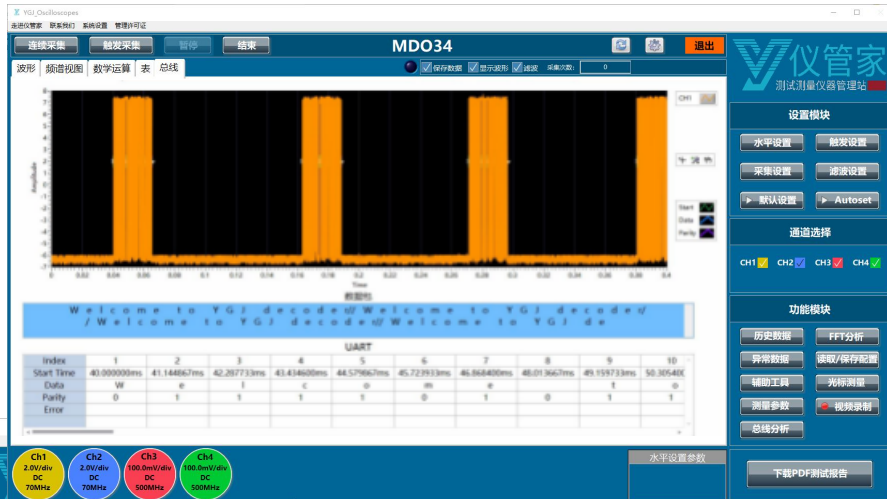 YGJ_Oscilloscopes
走进仪管家 联系我们 系统设置 管理许可证
连续采集 触发采集 暂停 结束 MDO34 退出
波形 频谱视图 数学运算 表 总线
保存数据 显示波形 滤波 采集次数: 0
仪管家
测试测量仪器管理站
CH1
Amplitude
Start
Data
Parity
Time
数据栏
W e l c o m e t o Y G J d e c o d e // W e l c o m e t o Y G J d e c o d e //
/ W e l c o m e t o Y G J d e c o d e // W e l c o m e t o Y G J d e
UART
Index 1 2 3 4 5 6 7 8 9 10
Start Time 40.000000ms 41.144867ms 42.287733ms 43.434600ms 44.579867ms 45.723933ms 46.868400ms 48.013667ms 49.159733ms 50.30540(
Data W e l c o m e t o
Parity 0 1 1 1 1 0 1 0 1 1
Error
设置模块
水平设置 触发设置
采集设置 滤波设置
默认设置 Autoset
通道选择
CH1 CH2 CH3 CH4
功能模块
历史数据 FFT分析
异常数据 读取/保存配置
辅助工具 光标测量
测量参数 视频录制
总线分析
Ch1 Ch2 Ch3 Ch4
2.0V/div 2.0V/div 100.0mV/div 100.0mV/div
DC DC DC DC
70MHz 70MHz 500MHz 500MHz
水平设置参数
下载PDF测试报告